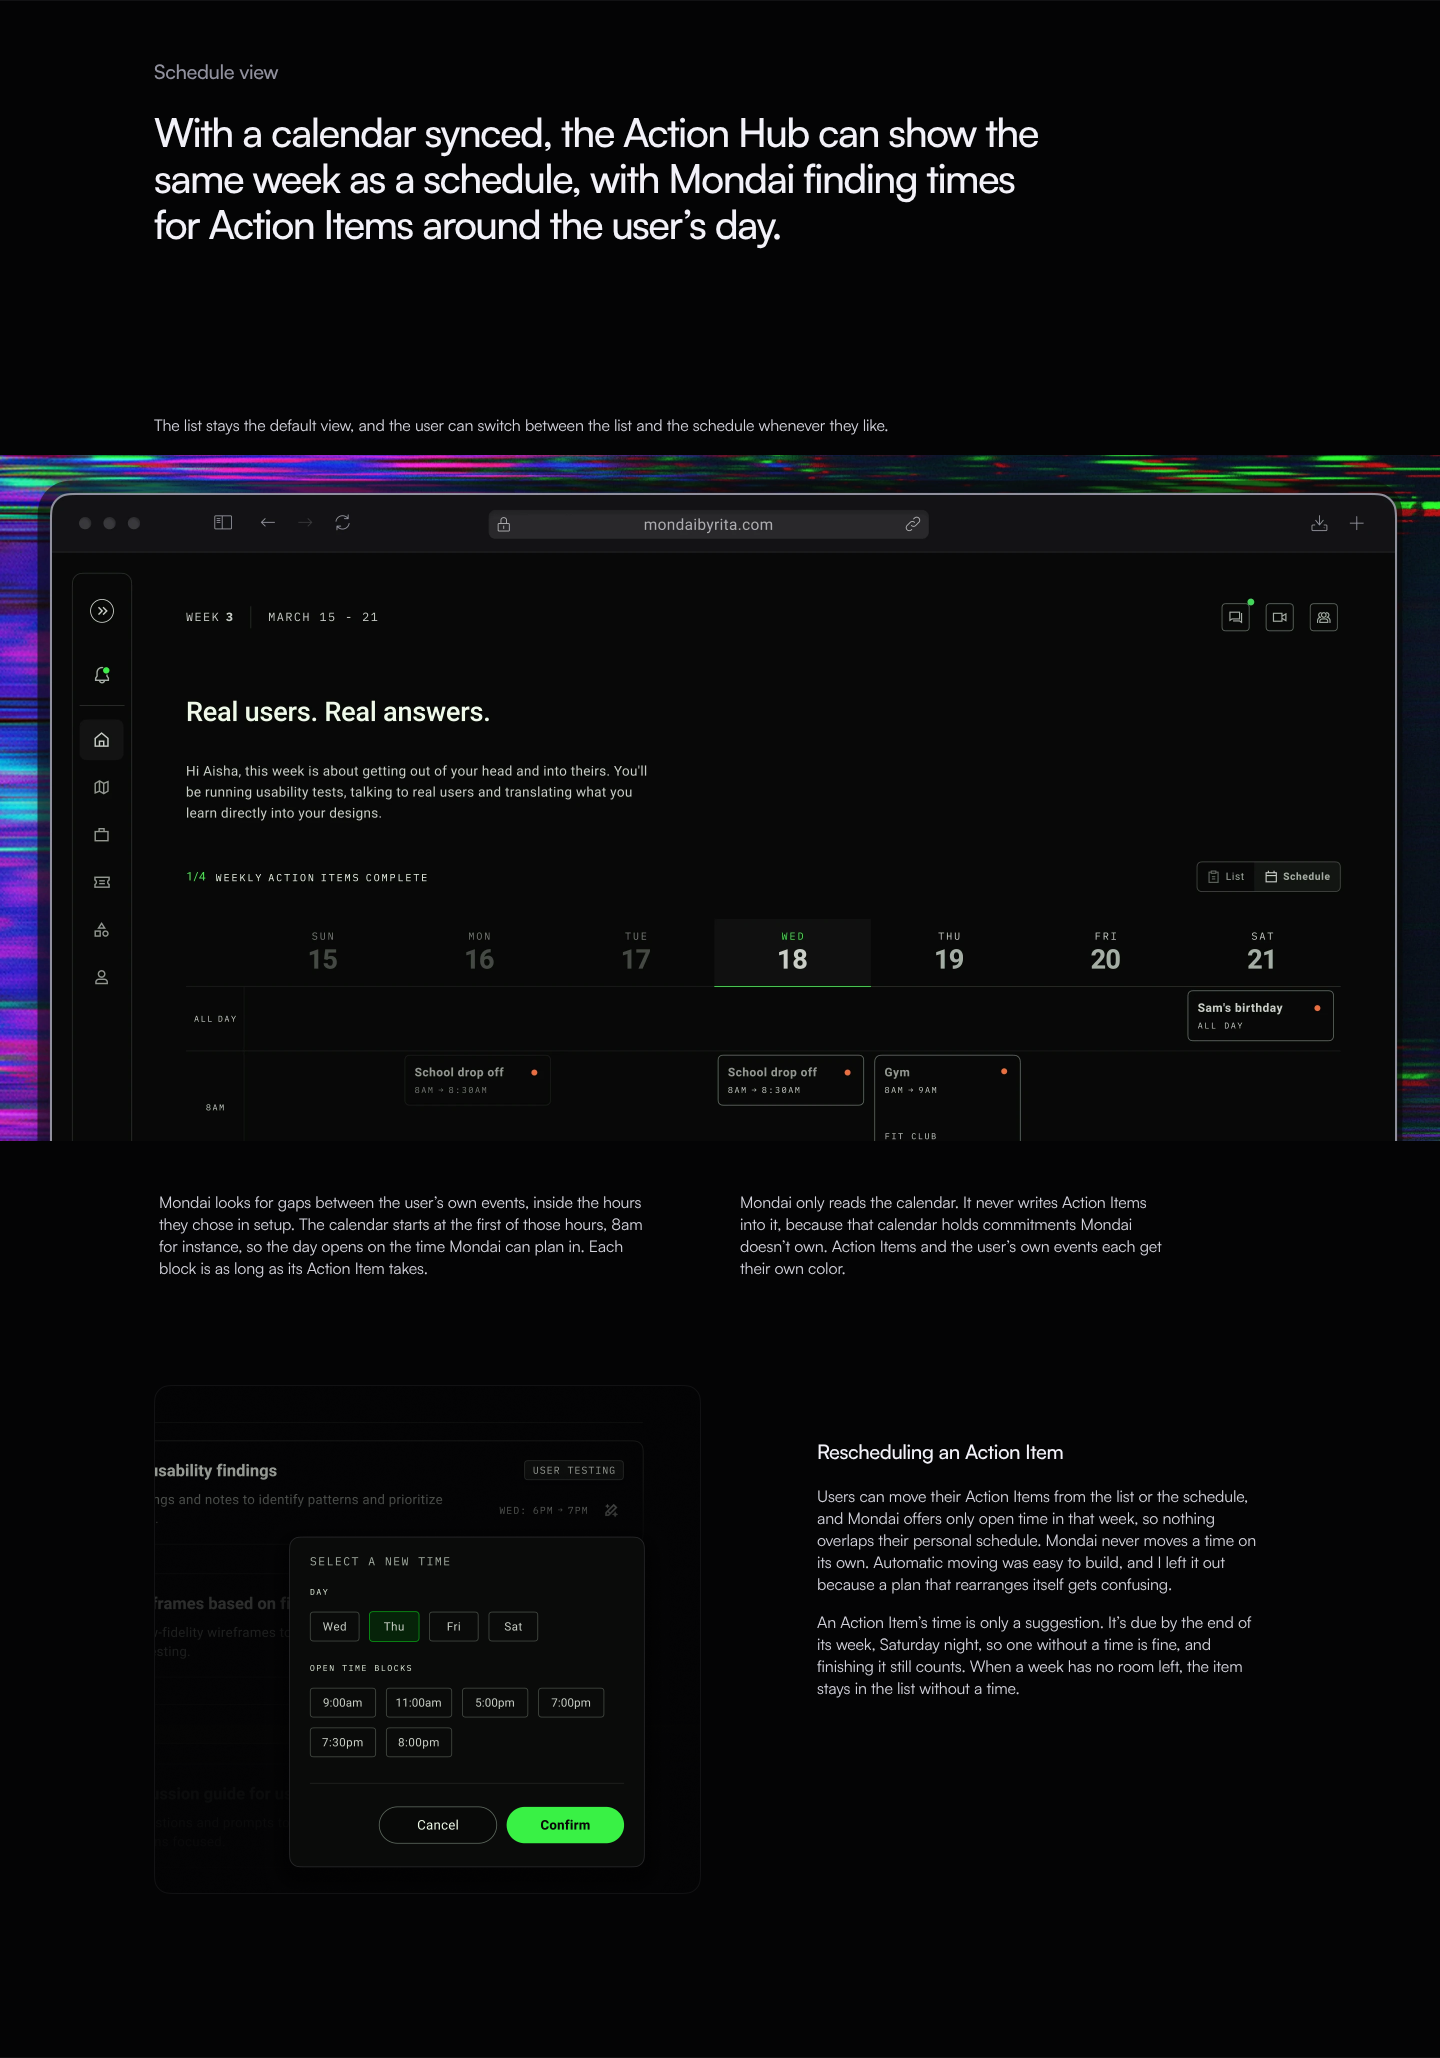 Schedule view
With a calendar synced, the Action Hub can show the
same week as a schedule, with Mondai finding times
for Action Items around the user’s day.
The list stays the default view, and the user can switch between the list and the schedule whenever they like.
mondaibyrita.com
WEEK 3 MARCH 15 - 21
Real users. Real answers.
Hi Aisha, this week is about getting out of your head and into theirs. You'll
be running usability tests, talking to real users and translating what you
learn directly into your designs.
1/4 WEEKLY ACTION ITEMS COMPLETE
List Schedule
SUN MON TUE WED THU FRI SAT
15 16 17 18 19 20 21
ALL DAY
Sam's birthday
ALL DAY
8AM
School drop off
8AM → 8:30AM
School drop off
8AM → 8:30AM
Gym
8AM → 9AM
FIT CLUB
Mondai looks for gaps between the user’s own events, inside the hours
they chose in setup. The calendar starts at the first of those hours, 8am
for instance, so the day opens on the time Mondai can plan in. Each
block is as long as its Action Item takes.
Mondai only reads the calendar. It never writes Action Items
into it, because that calendar holds commitments Mondai
doesn’t own. Action Items and the user’s own events each get
their own color.
usability findings
USER TESTING
ngs and notes to identify patterns and prioritize
WED: 6PM → 7PM
frames based on fi
-fidelity wireframes to
esting.
ssion guide for us
SELECT A NEW TIME
DAY
Wed Thu Fri Sat
OPEN TIME BLOCKS
9:00am 11:00am 5:00pm 7:00pm
7:30pm 8:00pm
Cancel Confirm
Rescheduling an Action Item
Users can move their Action Items from the list or the schedule,
and Mondai offers only open time in that week, so nothing
overlaps their personal schedule. Mondai never moves a time on
its own. Automatic moving was easy to build, and I left it out
because a plan that rearranges itself gets confusing.
An Action Item’s time is only a suggestion. It’s due by the end of
its week, Saturday night, so one without a time is fine, and
finishing it still counts. When a week has no room left, the item
stays in the list without a time.